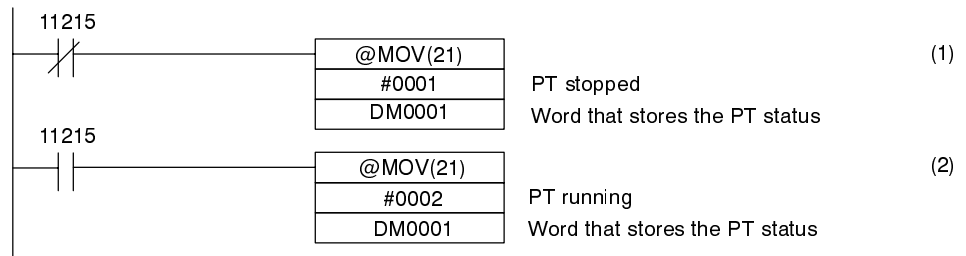 11215
@MOV(21) (1)
#0001 PT stopped
DM0001 Word that stores the PT status
11215
@MOV(21) (2)
#0002 PT running
DM0001 Word that stores the PT status